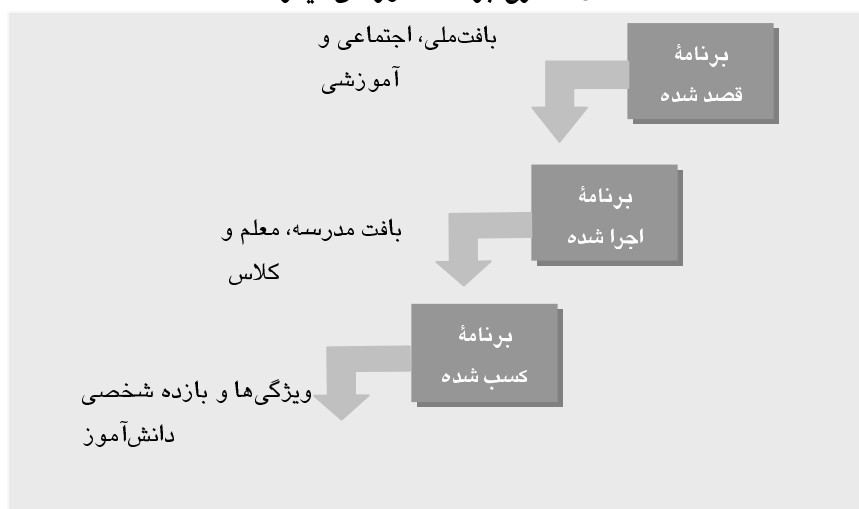 برنامهٔ
قصد شده
بافت‌ملی، اجتماعی و
آموزشی
برنامهٔ
اجرا شده
بافت مدرسه، معلم و
کلاس
برنامهٔ
کسب شده
ویژگی‌ها و بازده شخصی
دانش‌آموز